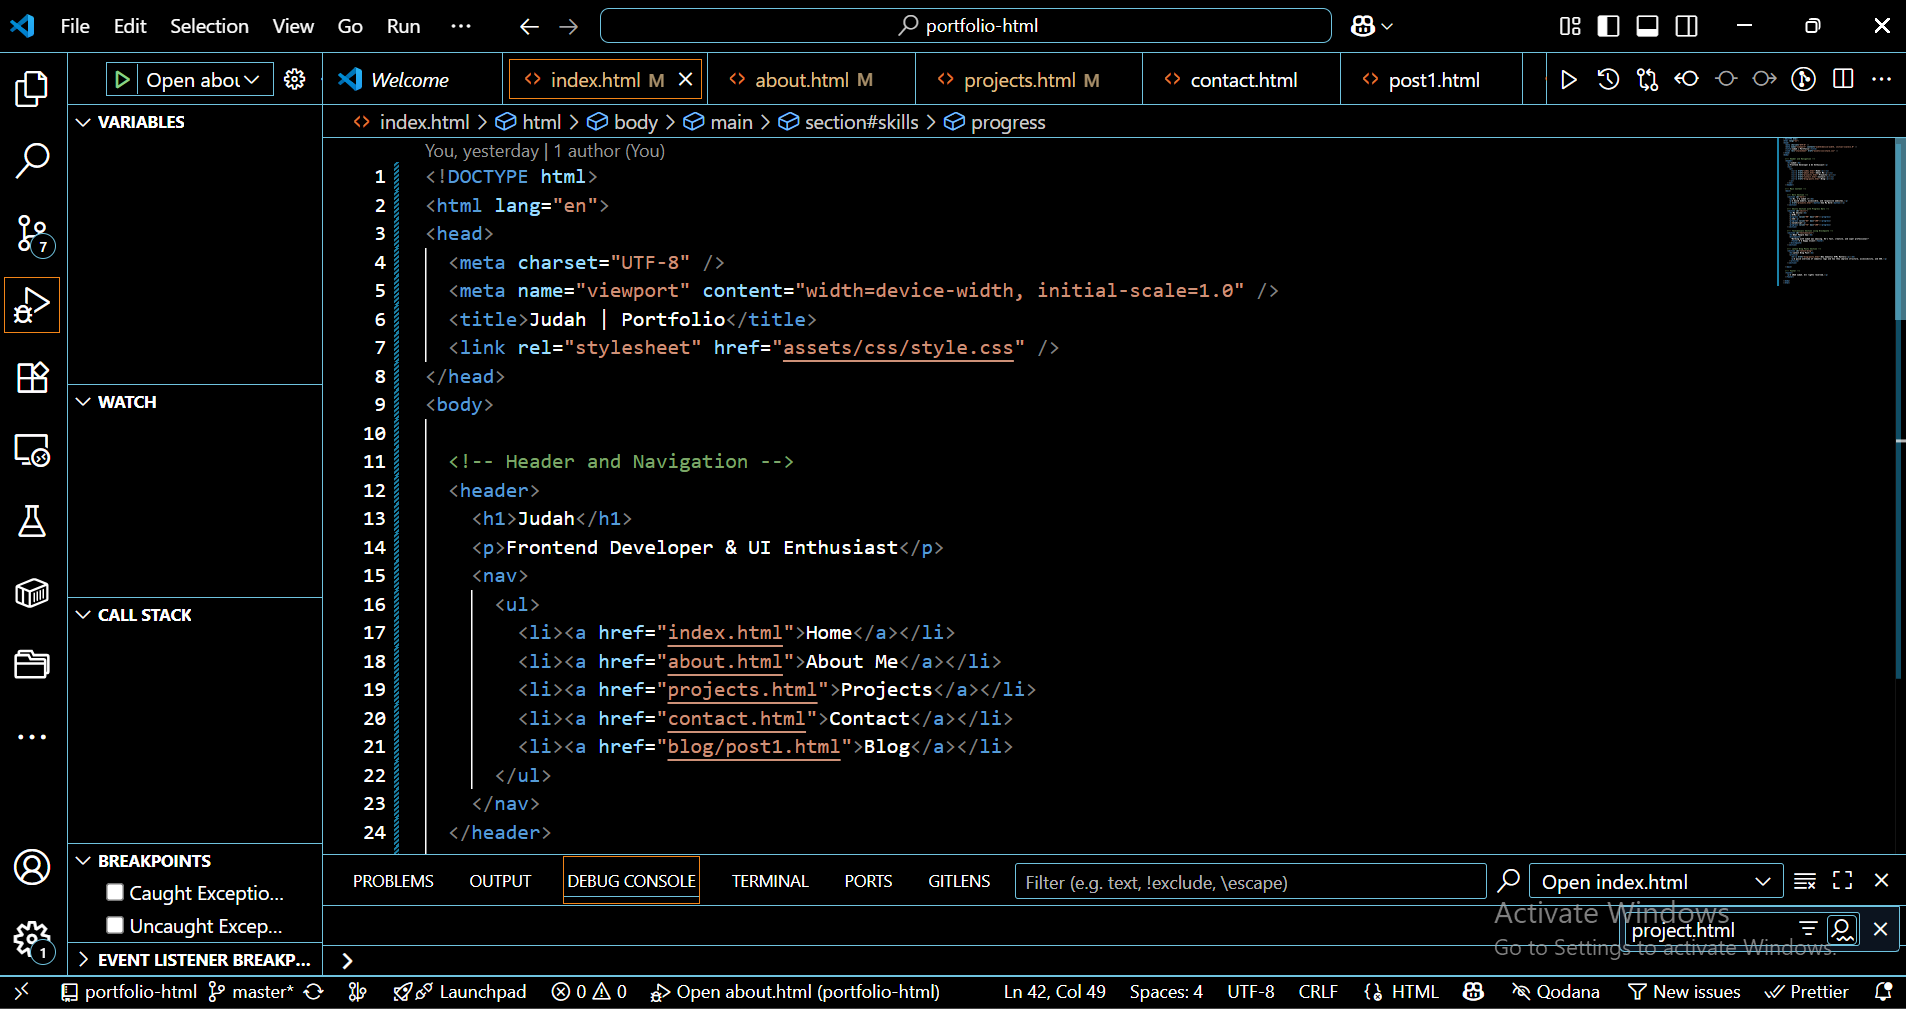 File Edit Selection View Go Run ··· portfolio-html
Open abou
Welcome index.html M about.html M projects.html M contact.html post1.html
index.html > html > body > main > section#skills > progress
VARIABLES
WATCH
CALL STACK
BREAKPOINTS
Caught Exceptio...
Uncaught Excep...
EVENT LISTENER BREAKP...
7
1
You, yesterday | 1 author (You)
1 <!DOCTYPE html>
2 <html lang="en">
3 <head>
4 <meta charset="UTF-8" />
5 <meta name="viewport" content="width=device-width, initial-scale=1.0" />
6 <title>Judah | Portfolio</title>
7 <link rel="stylesheet" href="assets/css/style.css" />
8 </head>
9 <body>
10
11 <!-- Header and Navigation -->
12 <header>
13 <h1>Judah</h1>
14 <p>Frontend Developer & UI Enthusiast</p>
15 <nav>
16 <ul>
17 <li><a href="index.html">Home</a></li>
18 <li><a href="about.html">About Me</a></li>
19 <li><a href="projects.html">Projects</a></li>
20 <li><a href="contact.html">Contact</a></li>
21 <li><a href="blog/post1.html">Blog</a></li>
22 </ul>
23 </nav>
24 </header>
PROBLEMS OUTPUT DEBUG CONSOLE TERMINAL PORTS GITLENS Filter (e.g. text, !exclude, \escape) Open index.html
Activate Windows
project.html
Go to Settings to activate Windows.
portfolio-html master* Launchpad 0 0 Open about.html (portfolio-html) Ln 42, Col 49 Spaces: 4 UTF-8 CRLF HTML Qodana New issues Prettier